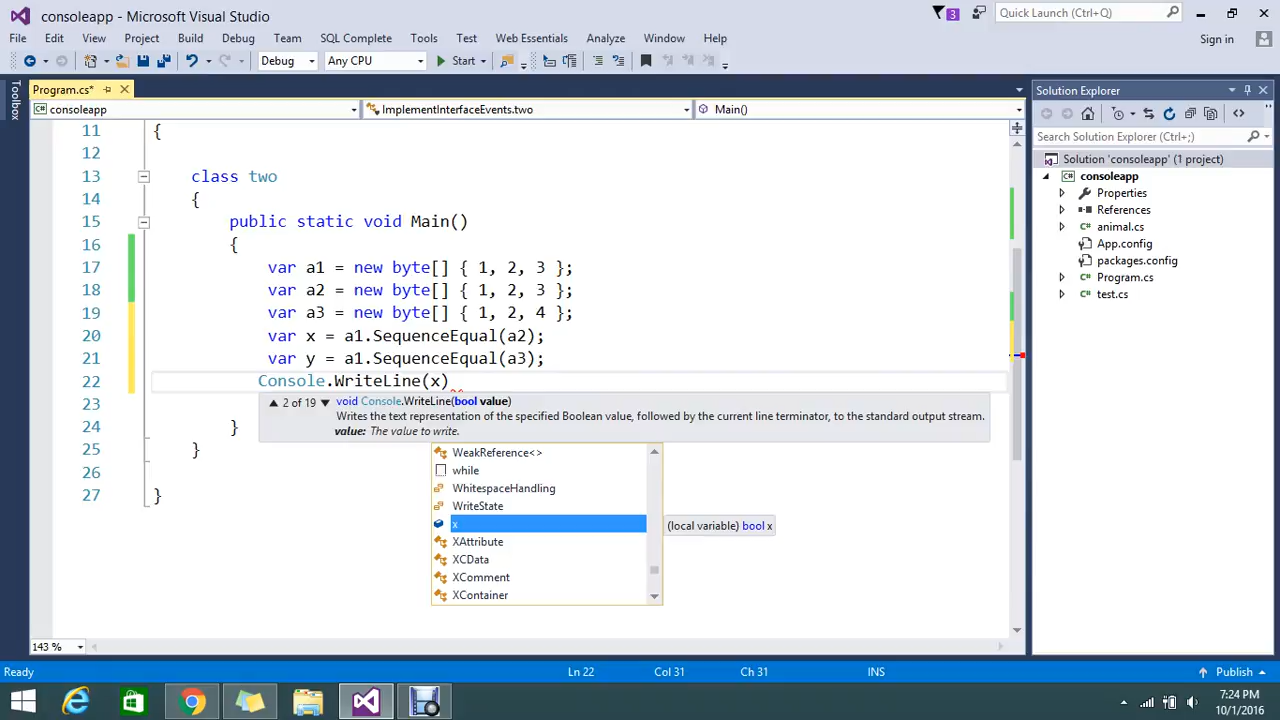 consoleapp - Microsoft Visual Studio
3
Quick Launch (Ctrl+Q)
File Edit View Project Build Debug Team SQL Complete Tools Test Web Essentials Analyze Window Help
Sign in
Debug Any CPU Start
Toolbox
Program.cs*
Solution Explorer
consoleapp ImplementInterfaceEvents.two Main()
Search Solution Explorer (Ctrl+;)
Solution 'consoleapp' (1 project)
consoleapp
Properties
References
animal.cs
App.config
packages.config
Program.cs
test.cs
11 {
12
13 class two
14 {
15 public static void Main()
16 {
17 var a1 = new byte[] { 1, 2, 3 };
18 var a2 = new byte[] { 1, 2, 3 };
19 var a3 = new byte[] { 1, 2, 4 };
20 var x = a1.SequenceEqual(a2);
21 var y = a1.SequenceEqual(a3);
22 Console.WriteLine(x)
23
24 }
25 }
26
27 }
▲ 2 of 19 ▼ void Console.WriteLine(bool value)
Writes the text representation of the specified Boolean value, followed by the current line terminator, to the standard output stream.
value: The value to write.
WeakReference<>
while
WhitespaceHandling
WriteState
x
(local variable) bool x
XAttribute
XCData
XComment
XContainer
143 %
Ready Ln 22 Col 31 Ch 31 INS Publish
7:24 PM
10/1/2016